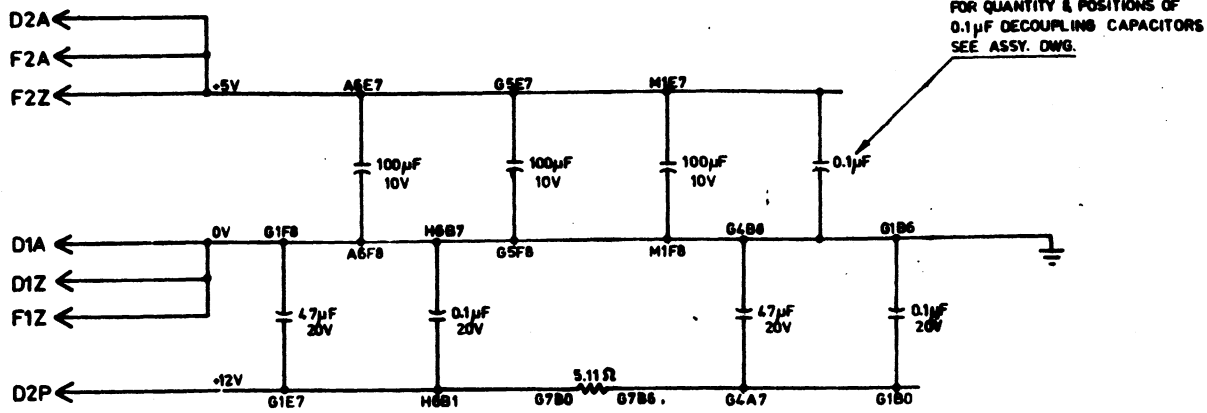 FOR QUANTITY & POSITIONS OF
0.1µF DECOUPLING CAPACITORS
SEE ASSY. DWG.
D2A
F2A
F2Z
+5V
A6E7
G5E7
M1E7
100µF
10V
100µF
10V
100µF
10V
0.1µF
D1A
0V
G1F8
A6F8
H6B7
G5F8
M1F8
G4B8
G1B6
D1Z
F1Z
47µF
20V
0.1µF
20V
47µF
20V
0.1µF
20V
D2P
+12V
G1E7
H6B1
G7B0
5.11Ω
G7B6
G4A7
G1B0